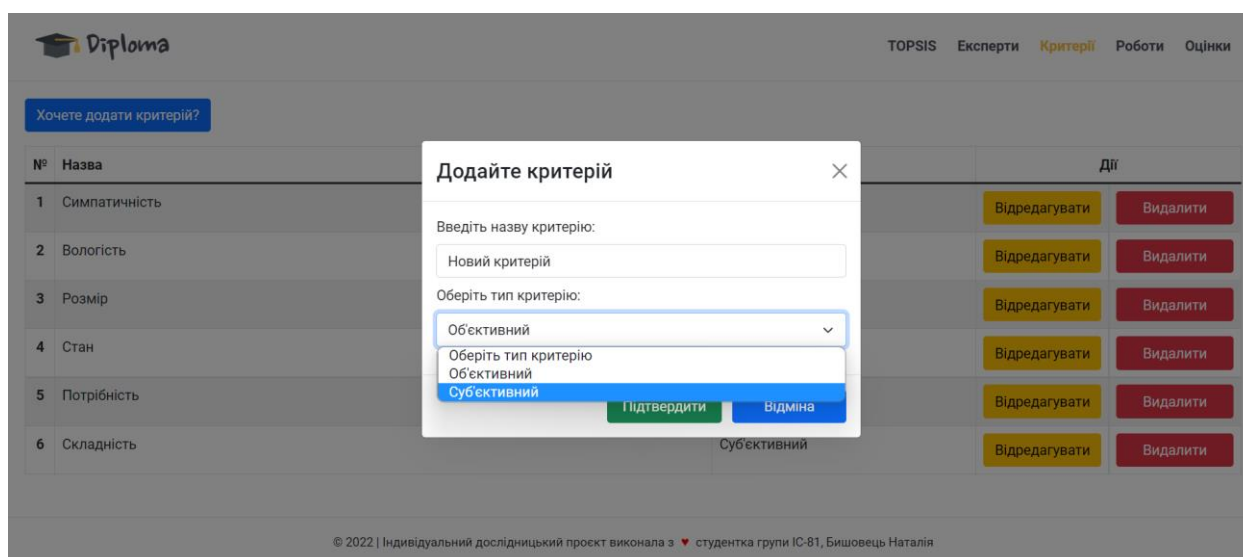 Diploma
TOPSIS Експерти Критерії Роботи Оцінки
Хочете додати критерій?
№ Назва Дії
Додайте критерій
1 Симпатичність Відредагувати Видалити
Введіть назву критерію:
2 Вологість Відредагувати Видалити
Новий критерій
3 Розмір Відредагувати Видалити
Оберіть тип критерію:
Об'єктивний
4 Стан Відредагувати Видалити
Оберіть тип критерію
Об'єктивний
Суб'єктивний
5 Потрібність Відредагувати Видалити
Підтвердити Відміна
6 Складність Суб'єктивний Відредагувати Видалити
© 2022 | Індивідуальний дослідницький проєкт виконала з ♥ студентка групи ІС-81, Бишовець Наталія